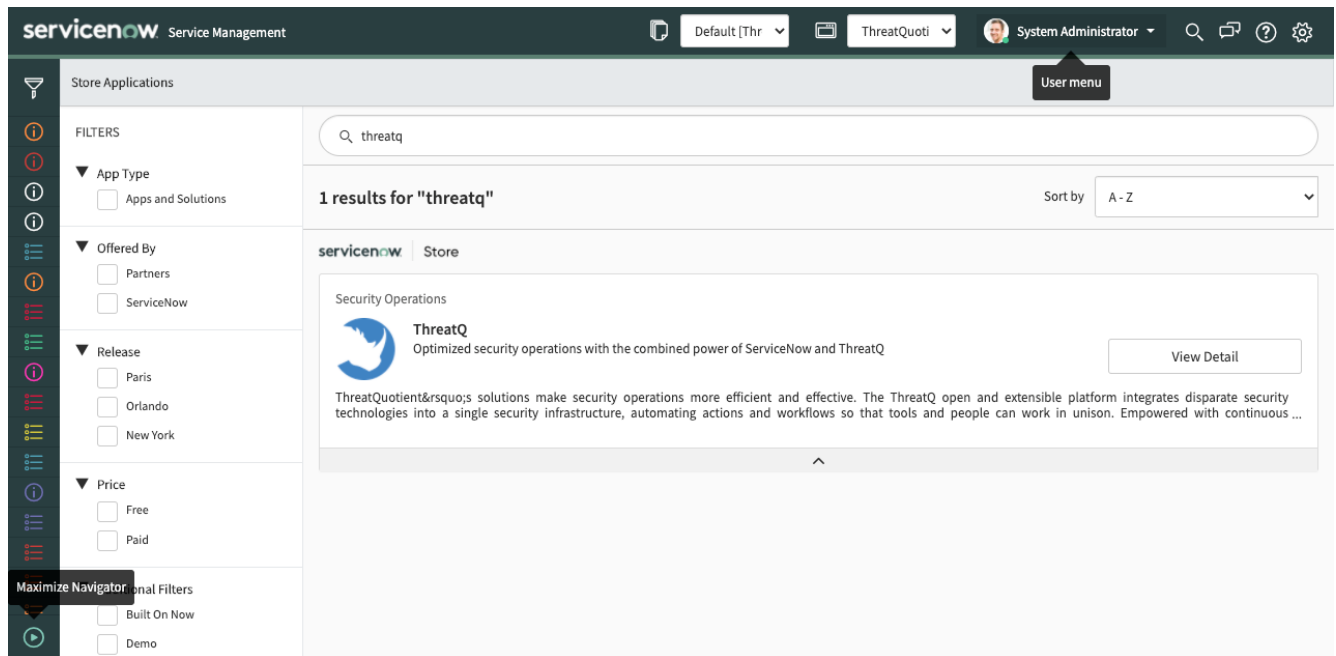 servicenow Service Management
Default [Thr
ThreatQuoti
System Administrator
Store Applications
User menu
FILTERS
threatq
App Type
Apps and Solutions
1 results for "threatq"
Sort by
A - Z
Offered By
servicenow Store
Partners
ServiceNow
Security Operations
ThreatQ
Optimized security operations with the combined power of ServiceNow and ThreatQ
Release
View Detail
Paris
ThreatQuotient&rsquo;s solutions make security operations more efficient and effective. The ThreatQ open and extensible platform integrates disparate security
technologies into a single security infrastructure, automating actions and workflows so that tools and people can work in unison. Empowered with continuous ...
Orlando
New York
Price
Free
Paid
Maximize Navigator
onal Filters
Built On Now
Demo